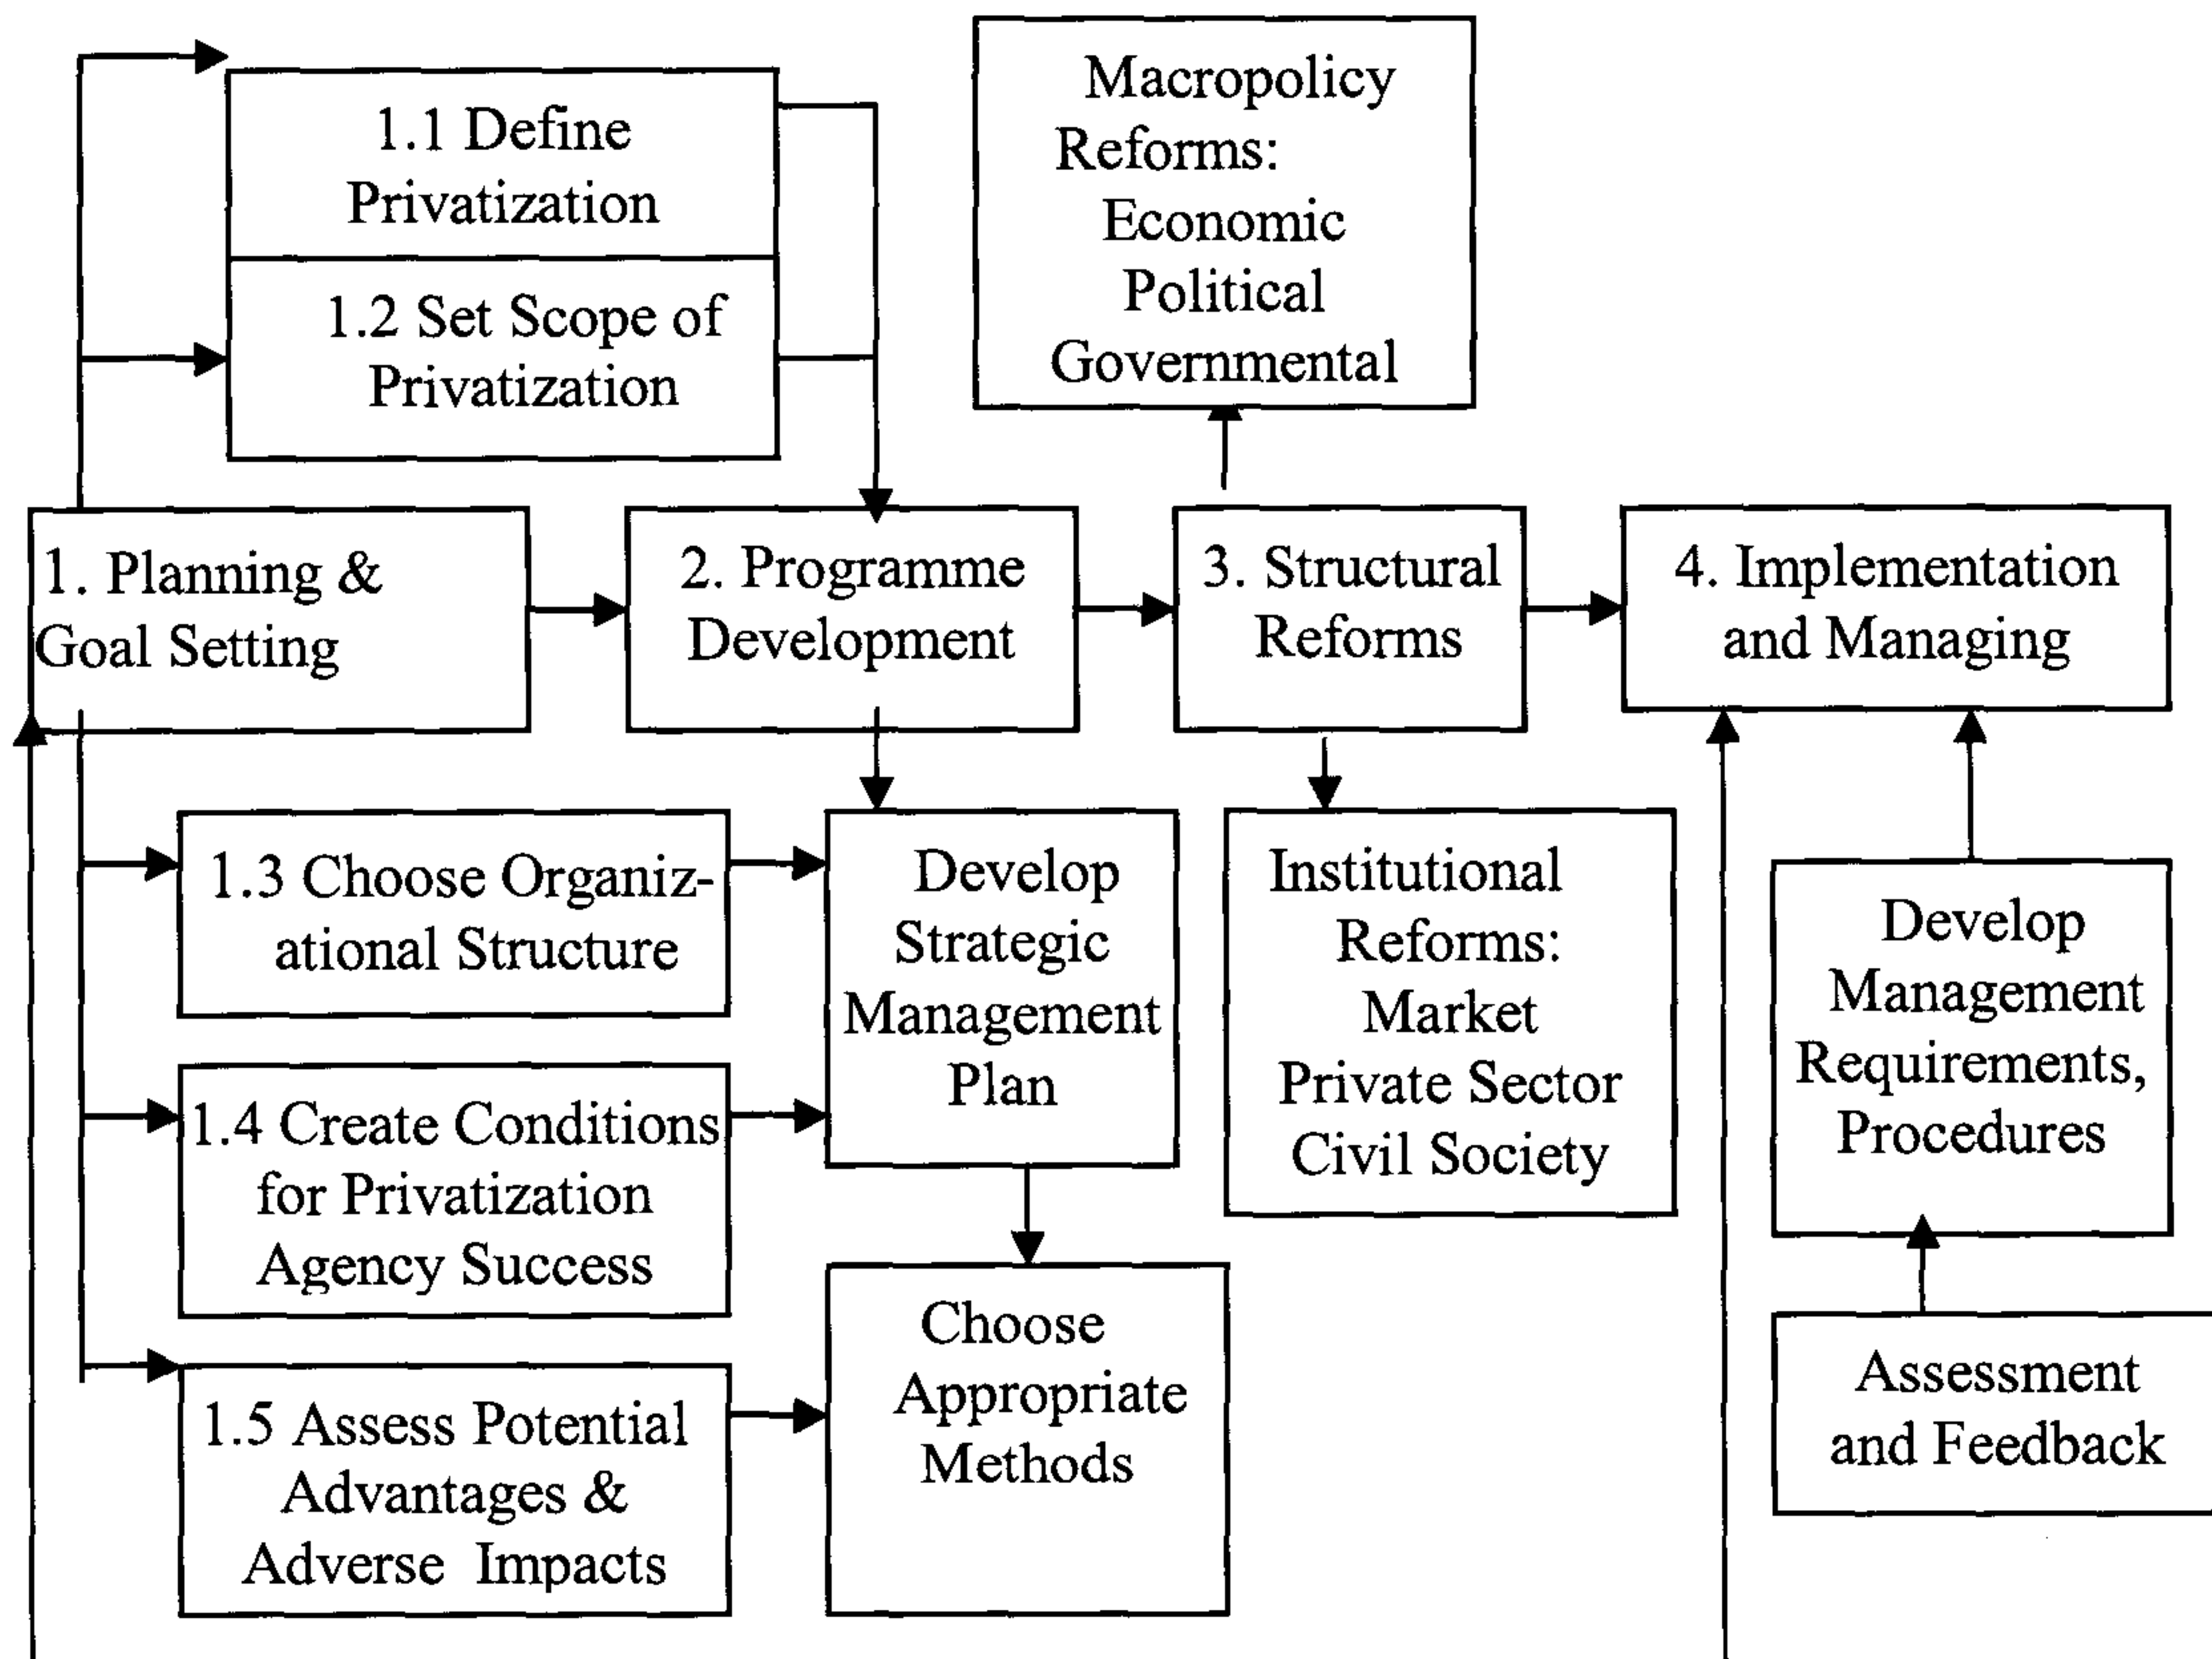 1.1 Define
Privatization
1.2 Set Scope of
Privatization
Macropolicy
Reforms:
Economic
Political
Governmental
1. Planning &
Goal Setting
2. Programme
Development
3. Structural
Reforms
4. Implementation
and Managing
1.3 Choose Organiz-
ational Structure
1.4 Create Conditions
for Privatization
Agency Success
1.5 Assess Potential
Advantages &
Adverse Impacts
Develop
Strategic
Management
Plan
Choose
Appropriate
Methods
Institutional
Reforms:
Market
Private Sector
Civil Society
Develop
Management
Requirements,
Procedures
Assessment
and Feedback